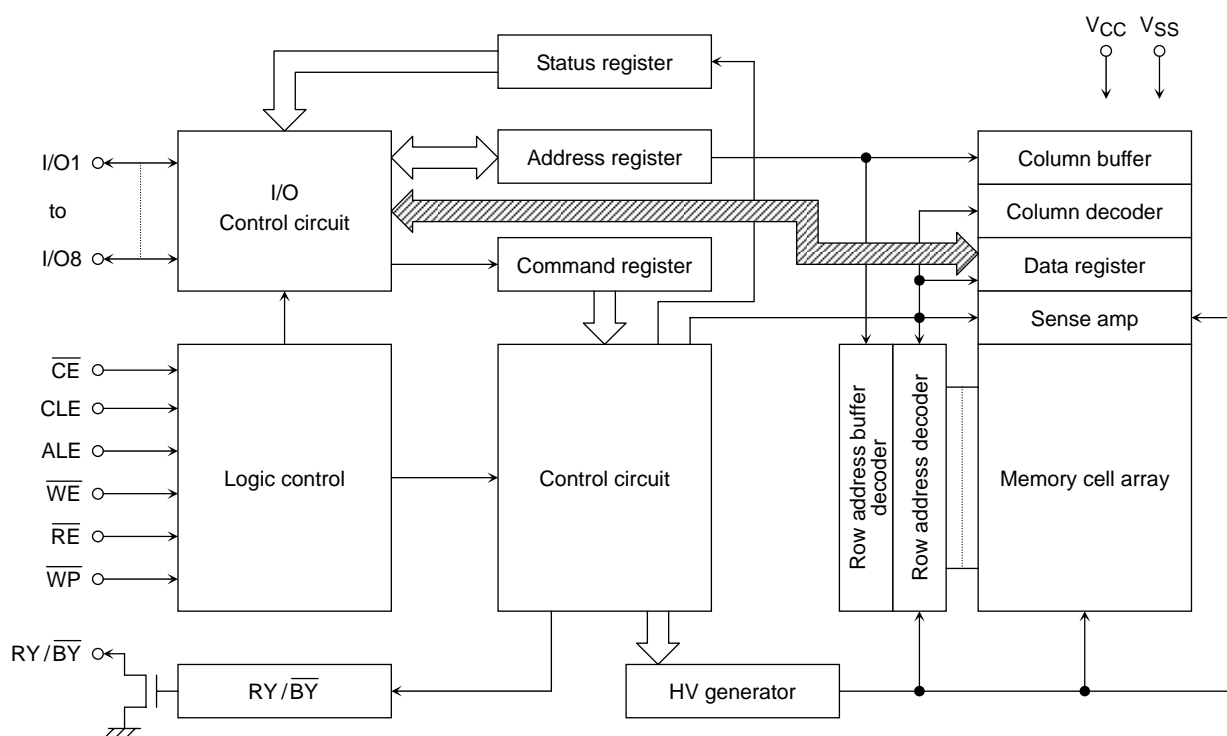 VCC VSS
Status register
I/O1
to
I/O8
I/O
Control circuit
Address register
Column buffer
Column decoder
Command register
Data register
Sense amp
CE
CLE
ALE
WE
RE
WP
Logic control
Control circuit
Row address buffer
decoder
Row address decoder
Memory cell array
RY/BY
RY/BY
HV generator